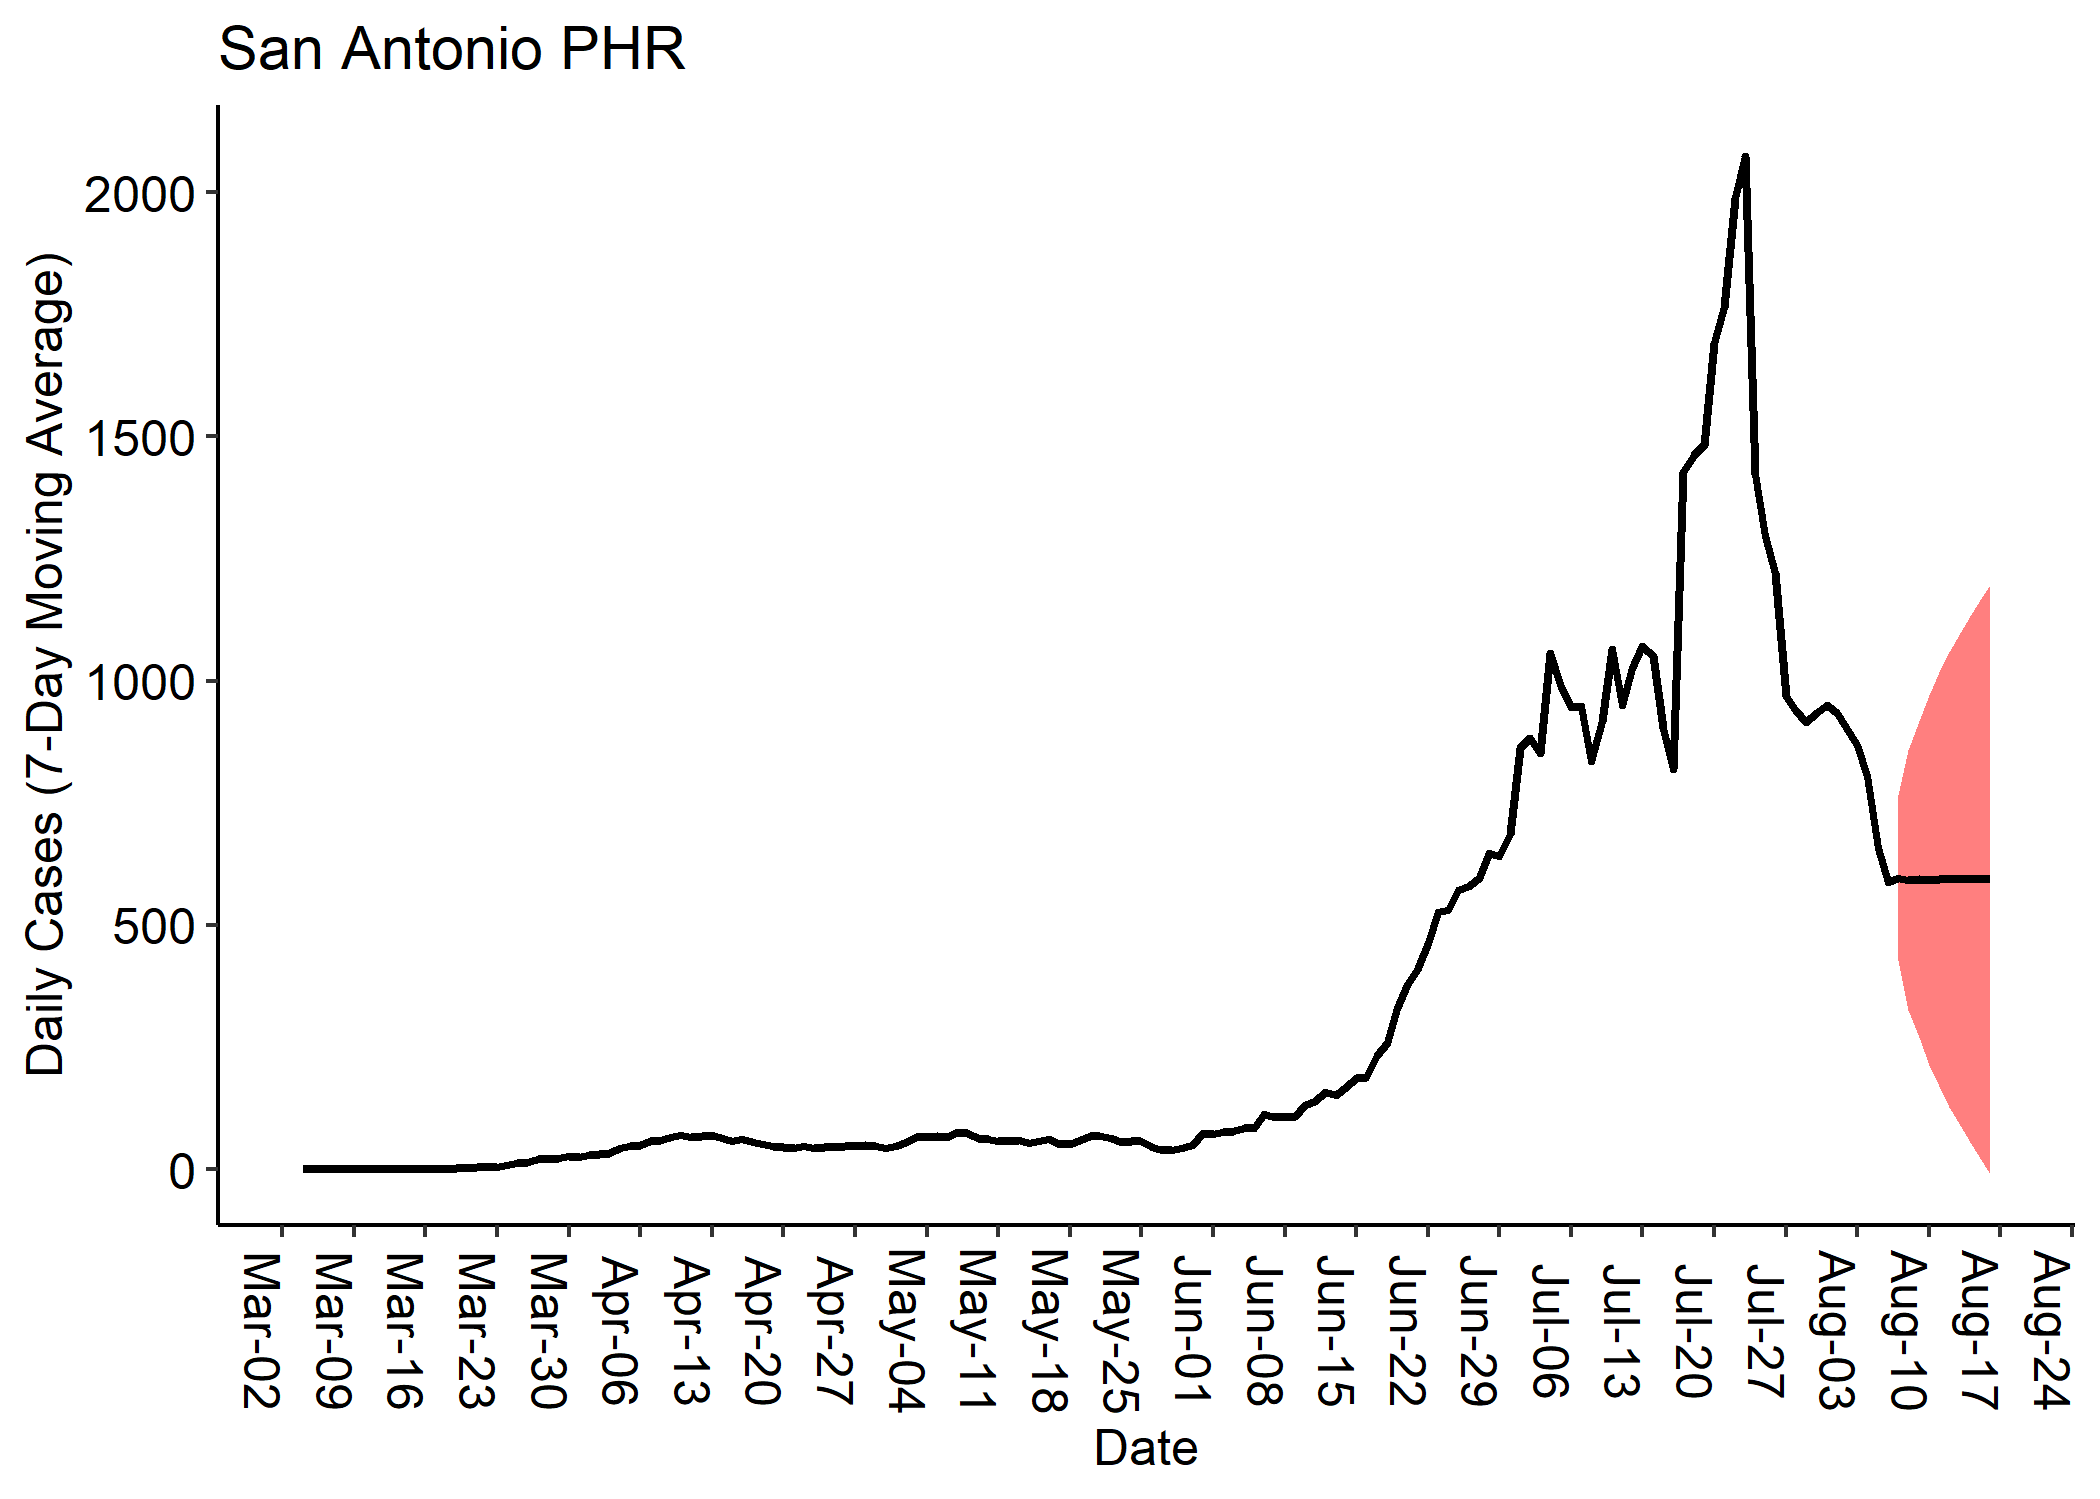 San Antonio PHR
Daily Cases (7-Day Moving Average)
2000
1500
1000
500
0
Mar-02
Mar-09
Mar-16
Mar-23
Mar-30
Apr-06
Apr-13
Apr-20
Apr-27
May-04
May-11
May-18
May-25
Jun-01
Jun-08
Jun-15
Jun-22
Jun-29
Jul-06
Jul-13
Jul-20
Jul-27
Aug-03
Aug-10
Aug-17
Aug-24
Date